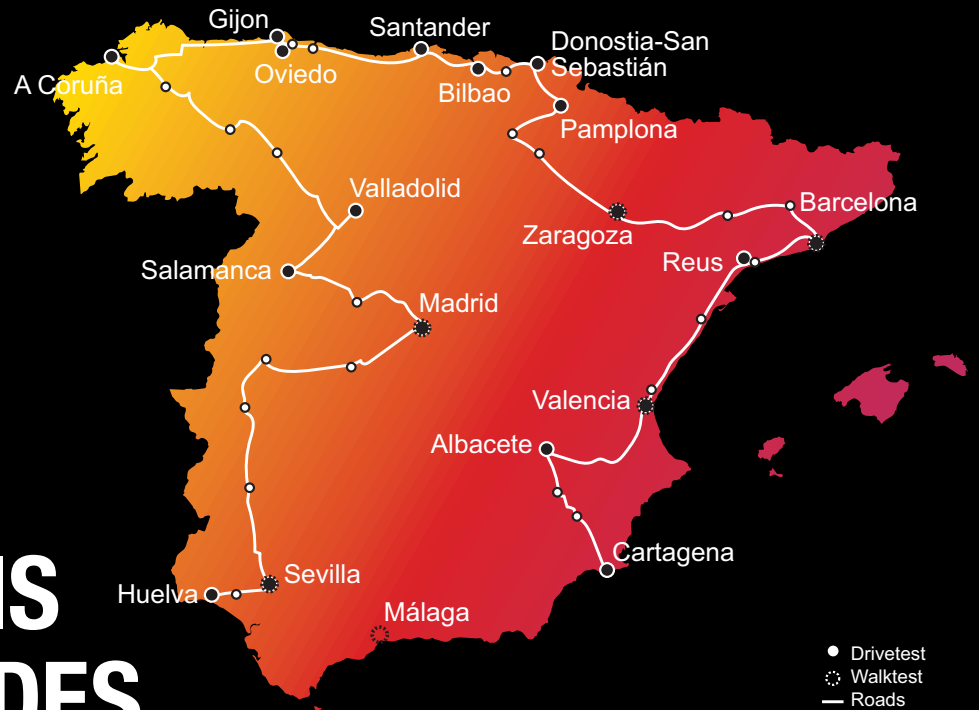 Gijon
Santander
Donostia-San
Sebastián
Oviedo
A Coruña
Bilbao
Pamplona
Valladolid
Barcelona
Zaragoza
Reus
Salamanca
Madrid
Valencia
Albacete
Cartagena
Sevilla
Huelva
Málaga
Drivetest
Walktest
Roads